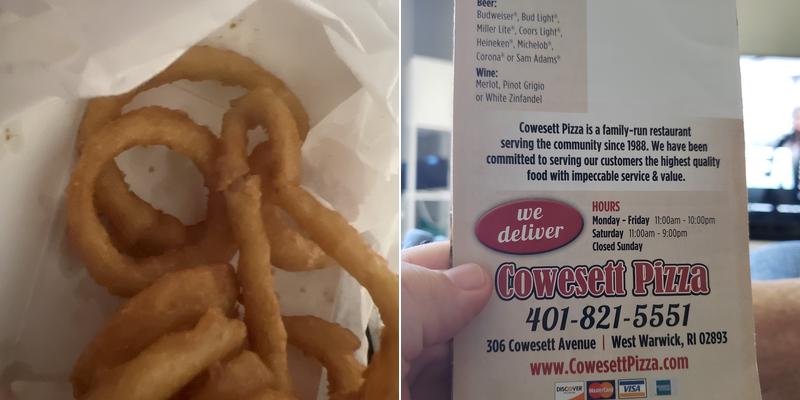 Beer:
Budweiser®, Bud Light®,
Miller Lite®, Coors Light®,
Heineken®, Michelob®,
Corona® or Sam Adams®
Wine:
Merlot, Pinot Grigio
or White Zinfandel
Cowesett Pizza is a family-run restaurant
serving the community since 1988. We have been
committed to serving our customers the highest quality
food with impeccable service & value.
we
deliver
HOURS
Monday - Friday 11:00am - 10:00pm
Saturday 11:00am - 9:00pm
Closed Sunday
Cowesett Pizza
401-821-5551
306 Cowesett Avenue | West Warwick, RI 02893
www.CowesettPizza.com
DISCOVER
MasterCard
VISA